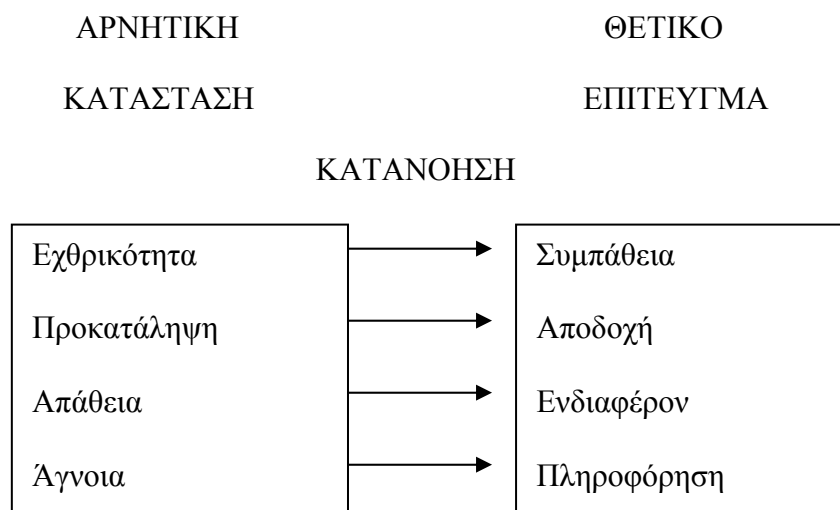 ΑΡΝΗΤΙΚΗ ΘΕΤΙΚΟ
ΚΑΤΑΣΤΑΣΗ ΕΠΙΤΕΥΓΜΑ
ΚΑΤΑΝΟΗΣΗ
Εχθρικότητα Συμπάθεια
Προκατάληψη Αποδοχή
Απάθεια Ενδιαφέρον
Άγνοια Πληροφόρηση